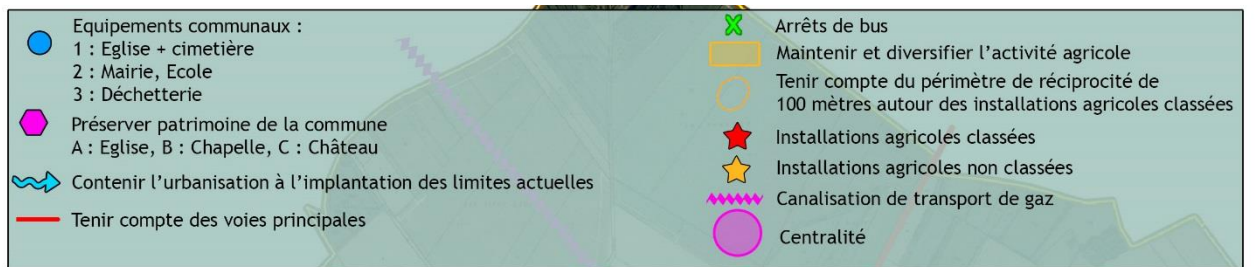 Equipements communaux :
1 : Eglise + cimetière
2 : Mairie, Ecole
3 : Déchetterie
Préserver patrimoine de la commune
A : Eglise, B : Chapelle, C : Château
Contenir l’urbanisation à l’implantation des limites actuelles
Tenir compte des voies principales
Arrêts de bus
Maintenir et diversifier l’activité agricole
Tenir compte du périmètre de réciprocité de
100 mètres autour des installations agricoles classées
Installations agricoles classées
Installations agricoles non classées
Canalisation de transport de gaz
Centralité